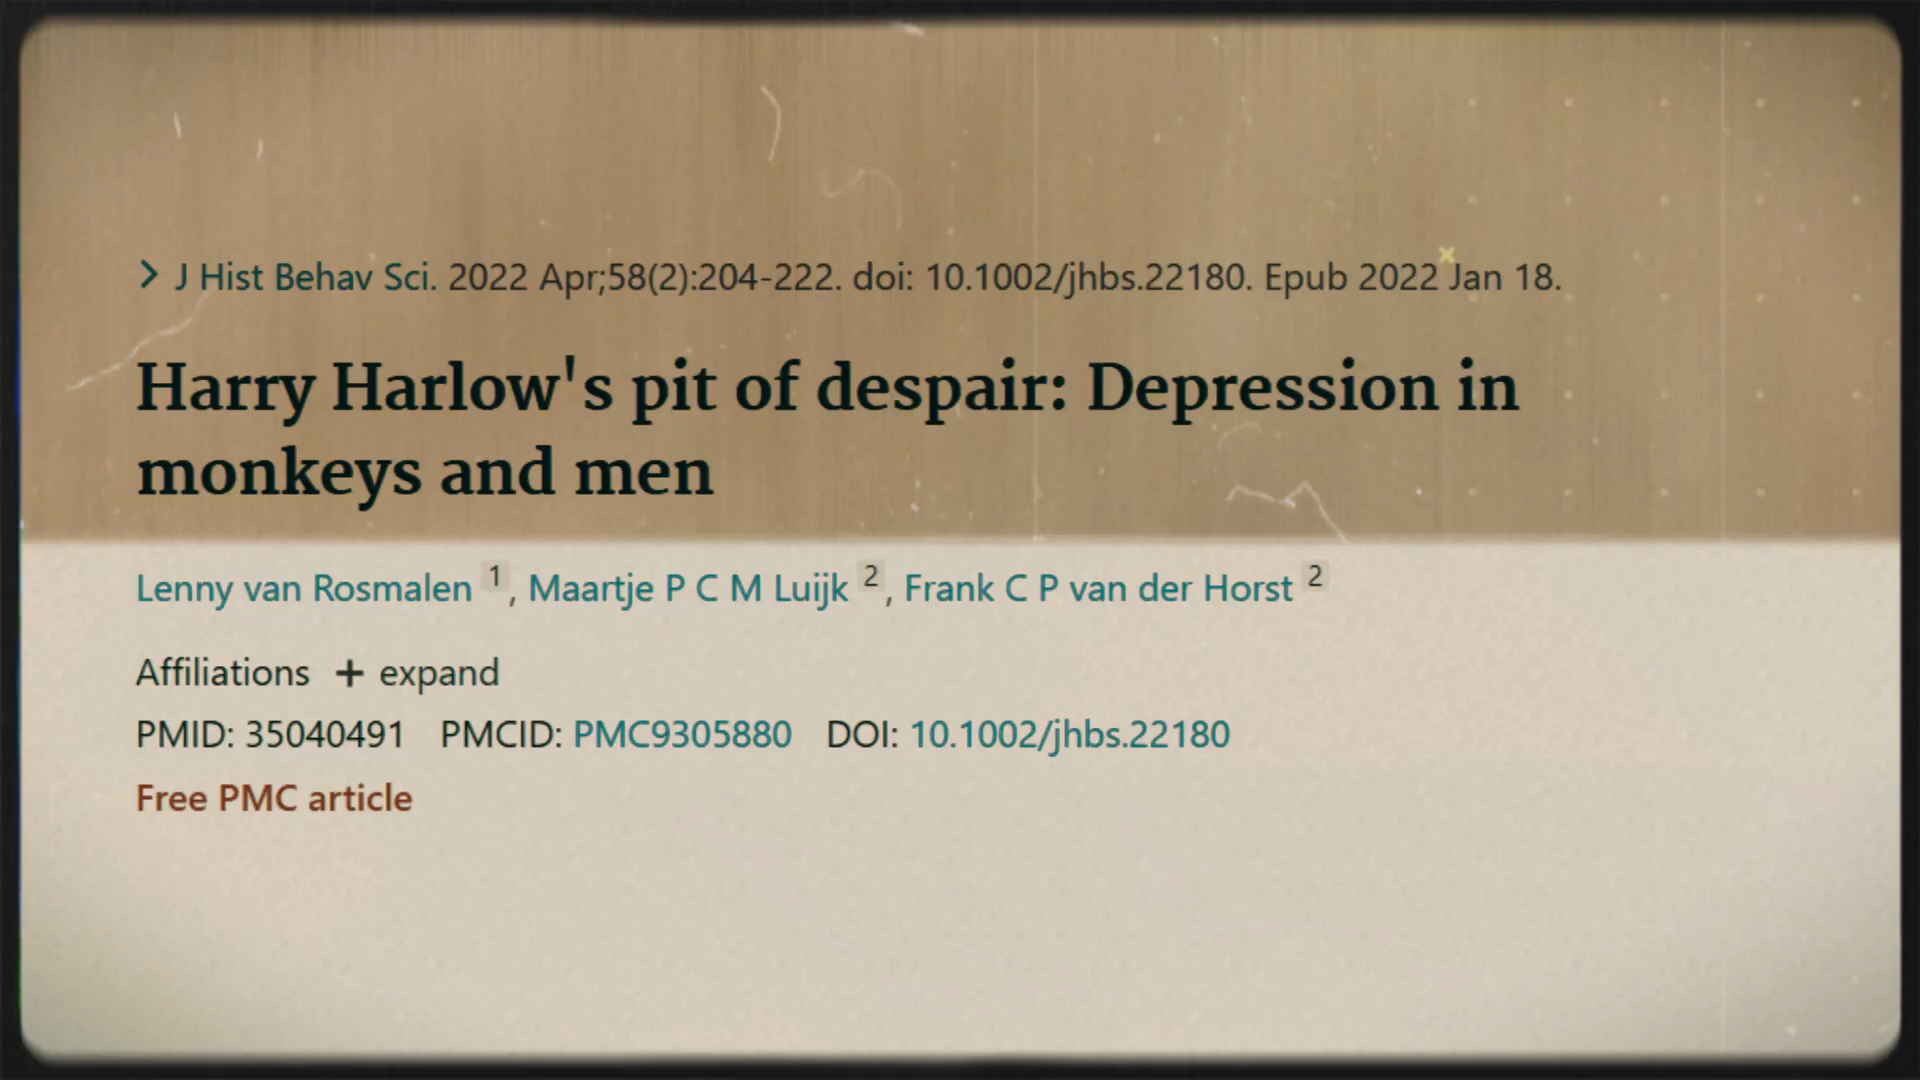 J Hist Behav Sci. 2022 Apr;58(2):204-222. doi: 10.1002/jhbs.22180. Epub 2022 Jan 18.
Harry Harlow's pit of despair: Depression in
monkeys and men
Lenny van Rosmalen 1, Maartje P C M Luijk 2, Frank C P van der Horst 2
Affiliations + expand
PMID: 35040491 PMCID: PMC9305880 DOI: 10.1002/jhbs.22180
Free PMC article